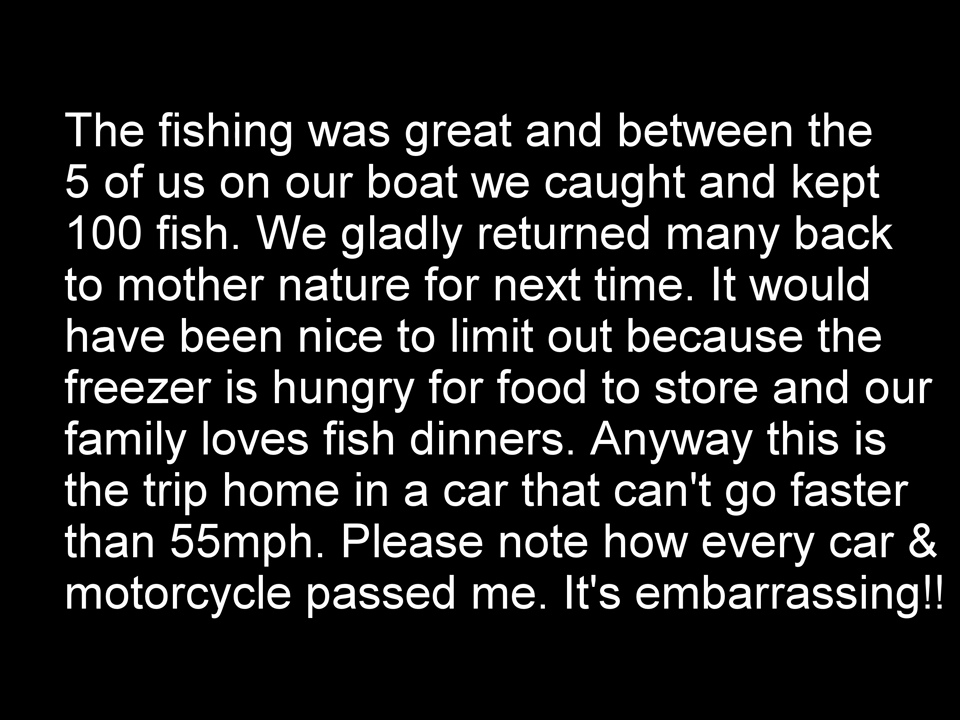 The fishing was great and between the
5 of us on our boat we caught and kept
100 fish. We gladly returned many back
to mother nature for next time. It would
have been nice to limit out because the
freezer is hungry for food to store and our
family loves fish dinners. Anyway this is
the trip home in a car that can't go faster
than 55mph. Please note how every car &
motorcycle passed me. It's embarrassing!!